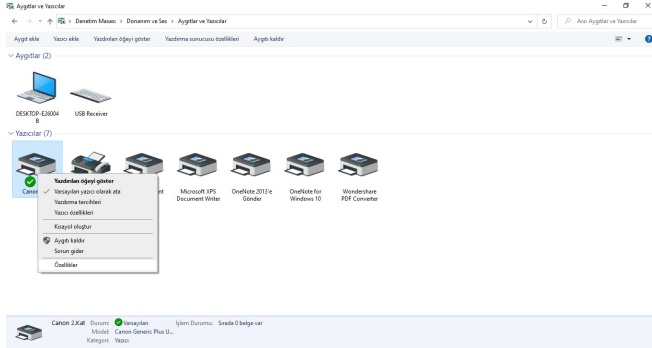 Aygıtlar ve Yazıcılar
Denetim Masası > Donanım ve Ses > Aygıtlar ve Yazıcılar
Ara: Aygıtlar ve Yazıcılar
Aygıt ekle Yazıcı ekle Yazdırılan öğeyi göster Yazdırma sunucusu özellikleri Aygıtı kaldır
Aygıtlar (2)
DESKTOP-E26004
B
USB Receiver
Yazıcılar (7)
Canon
nt
Microsoft XPS
Document Writer
OneNote 2013'e
Gönder
OneNote for
Windows 10
Wondershare
PDF Converter
Yazdırılan öğeyi göster
Varsayılan yazıcı olarak ata
Yazdırma tercihleri
Yazıcı özellikleri
Kısayol oluştur
Aygıtı kaldır
Sorun gider
Özellikler
Canon 2.Kat Durum: Varsayılan İşlem Durumu: Sırada 0 belge var
Model: Canon Generic Plus U...
Kategori: Yazıcı